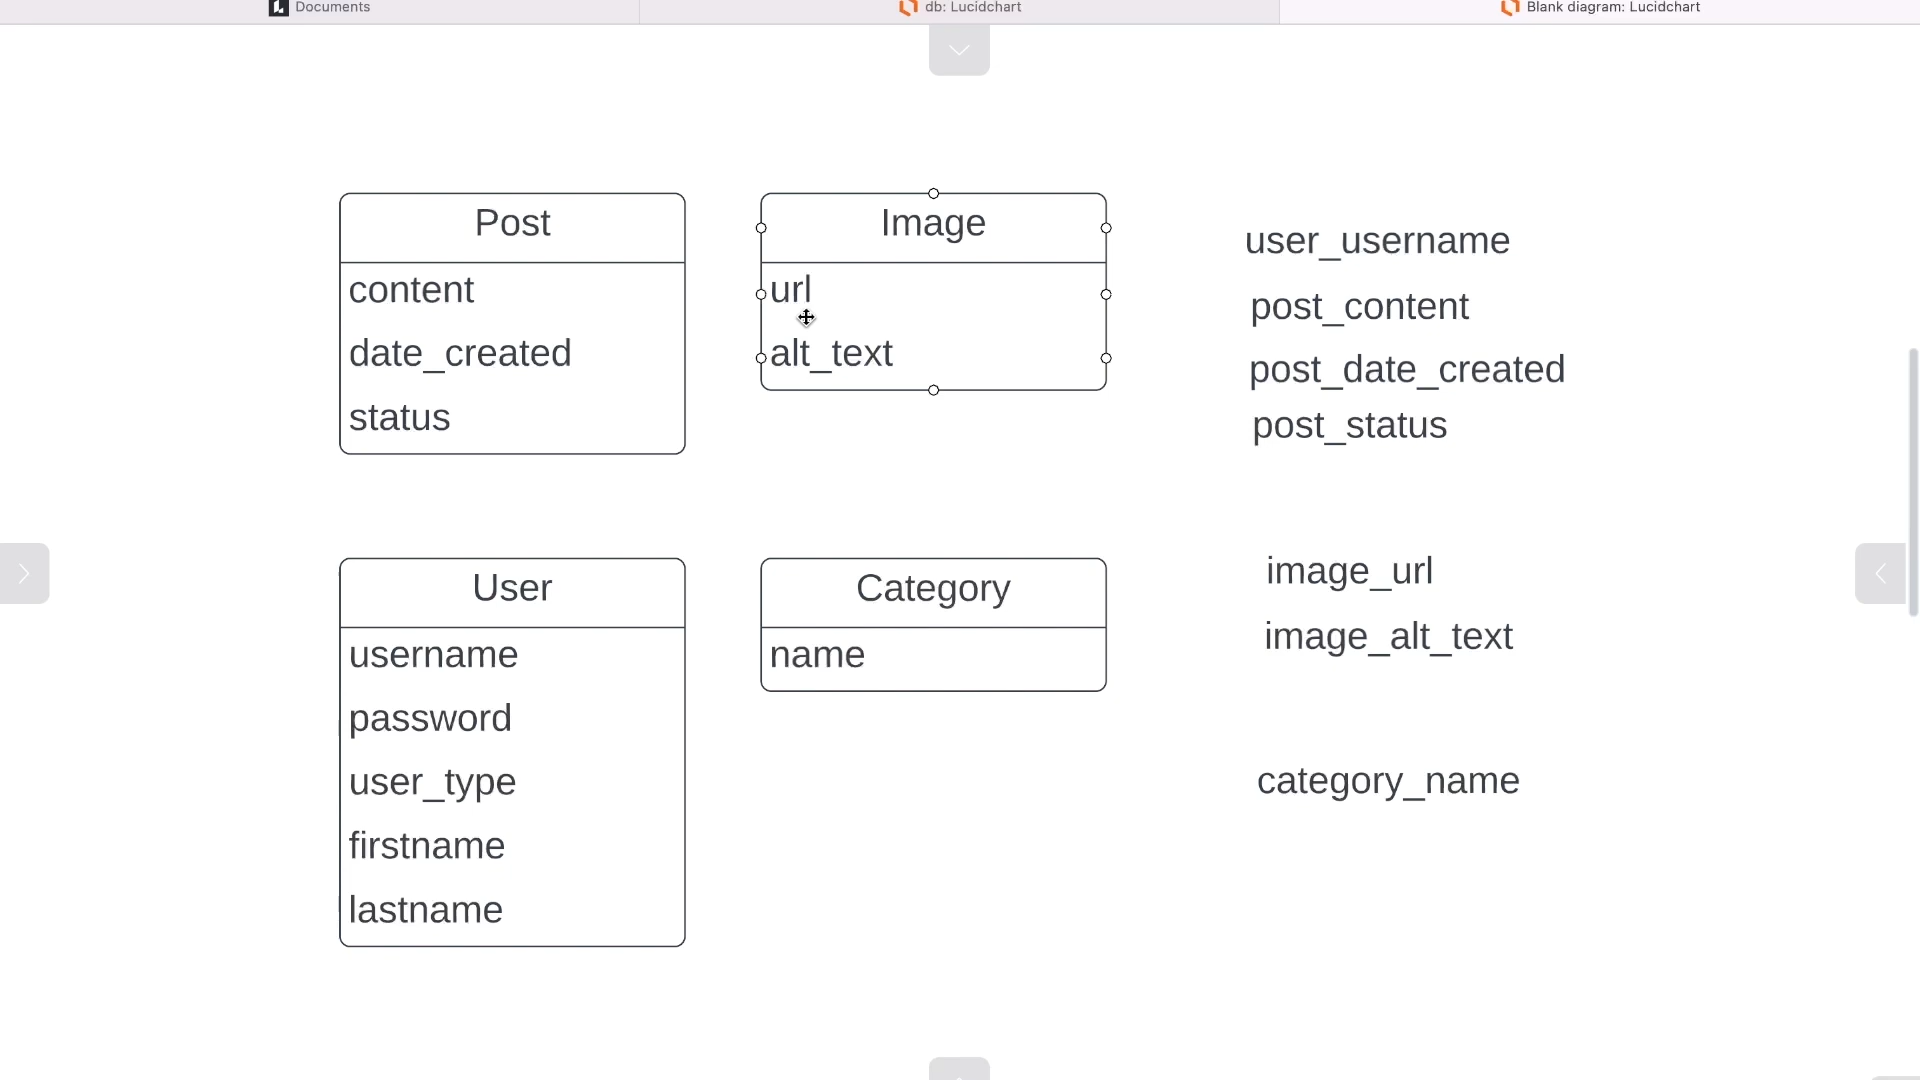 Documents
db: Lucidchart
Blank diagram: Lucidchart
Post
content
date_created
status
Image
url
alt_text
user_username
post_content
post_date_created
post_status
User
username
password
user_type
firstname
lastname
Category
name
image_url
image_alt_text
category_name